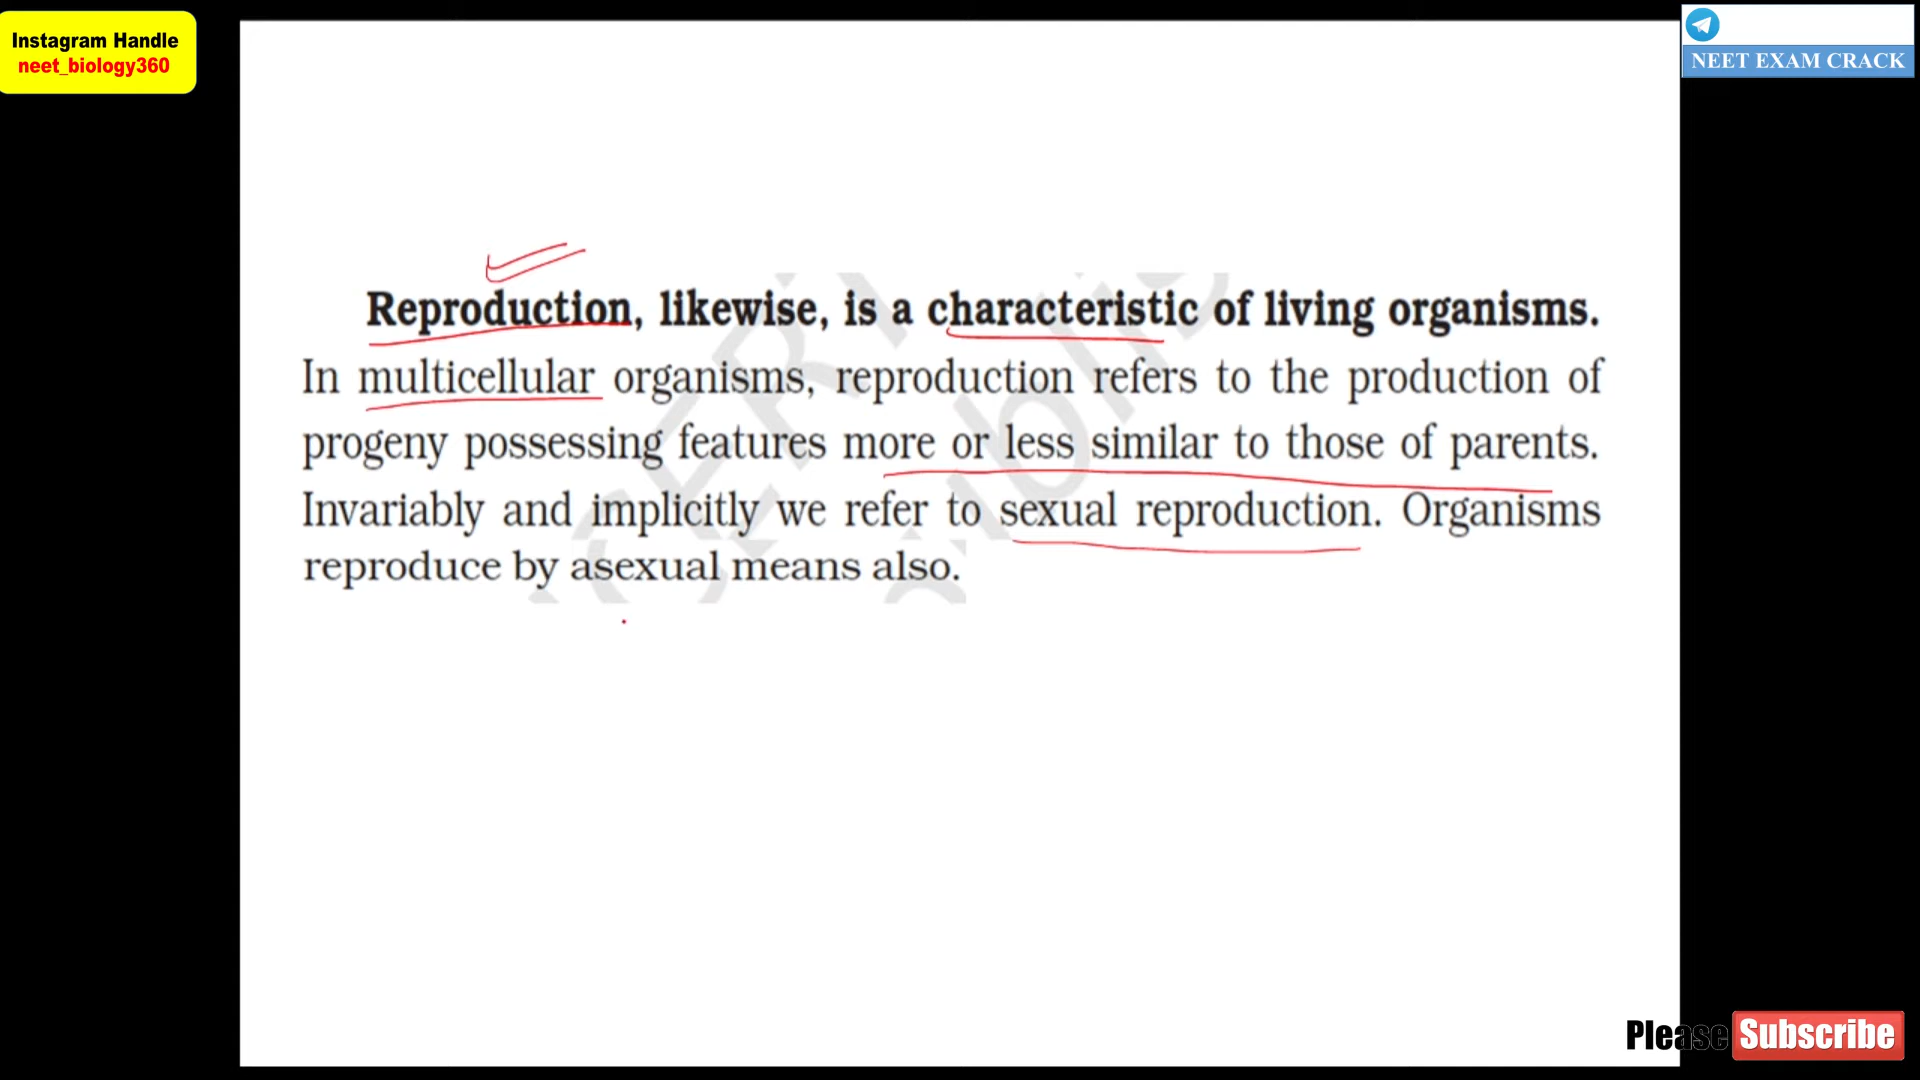 Instagram Handle
neet_biology360
NEET EXAM CRACK
Reproduction, likewise, is a characteristic of living organisms.
In multicellular organisms, reproduction refers to the production of
progeny possessing features more or less similar to those of parents.
Invariably and implicitly we refer to sexual reproduction. Organisms
reproduce by asexual means also.
Please Subscribe